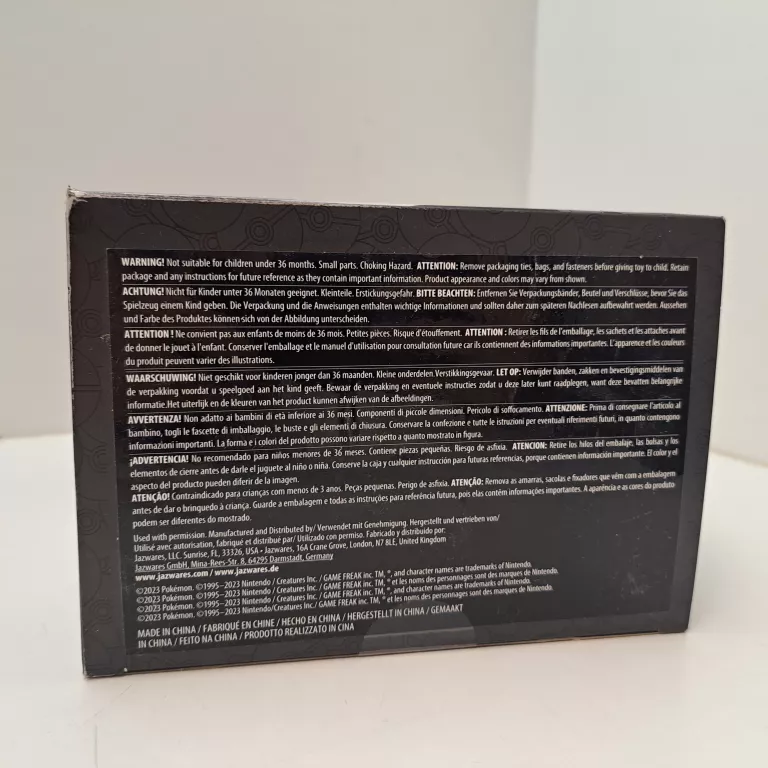 WARNING! Not suitable for children under 36 months. Small parts. Choking Hazard. ATTENTION: Remove packaging ties, bags, and fasteners before giving toy to child. Retain
package and any instructions for future reference as they contain important information. Product appearance and colors may vary from shown.
ACHTUNG! Nicht für Kinder unter 36 Monaten geeignet. Kleinteile. Erstickungsgefahr. BITTE BEACHTEN: Entfernen Sie Verpackungsbänder, Beutel und Verschlüsse, bevor Sie das
Spielzeug einem Kind geben. Die Verpackung und die Anweisungen enthalten wichtige Informationen und sollten daher zum späteren Nachlesen aufbewahrt werden. Aussehen
und Farbe des Produktes können sich von der Abbildung unterscheiden.
ATTENTION ! Ne convient pas aux enfants de moins de 36 mois. Petites pièces. Risque d'étouffement. ATTENTION : Retirer les fils de l'emballage, les sachets et les attaches avant
de donner le jouet à l'enfant. Conserver l'emballage et le manuel d'utilisation pour consultation future car ils contiennent des informations importantes. L'apparence et les couleurs
du produit peuvent varier des illustrations.
WAARSCHUWING! Niet geschikt voor kinderen jonger dan 36 maanden. Kleine onderdelen. Verstikkingsgevaar. LET OP: Verwijder banden, zakken en bevestigingsmiddelen van
de verpakking voordat u speelgoed aan het kind geeft. Bewaar de verpakking en eventuele instructies zodat u deze later kunt raadplegen, want deze bevatten belangrijke
informatie.Het uiterlijk en de kleuren van het product kunnen afwijken van de afbeeldingen.
AVVERTENZA! Non adatto ai bambini di età inferiore ai 36 mesi. Componenti di piccole dimensioni. Pericolo di soffocamento. ATTENZIONE: Prima di consegnare l'articolo al
bambino, togli le fascette di imballaggio, le buste e gli elementi di chiusura. Conservare la confezione e tutte le istruzioni per eventuali riferimenti futuri, in quanto contengono
informazioni importanti. La forma e i colori del prodotto possono variare rispetto a quanto mostrato in figura.
¡ADVERTENCIA! No recomendado para niños menores de 36 meses. Contiene piezas pequeñas. Riesgo de asfixia. ATENCION: Retire los hilos del embalaje, las bolsas y los
elementos de cierre antes de darle el juguete al niño o niña. Conserve la caja y cualquier instrucción para futuras referencias, porque contienen información importante. El color y el
aspecto del producto pueden diferir de la imagen.
ATENÇÃO! Contraindicado para crianças com menos de 3 anos. Peças pequenas. Perigo de asfixia. ATENÇÃO: Remova as amarras, sacolas e fixadores que vêm com a embalagem
antes de dar o brinquedo à criança. Guarde a embalagem e todas as instruções para referência futura, pois elas contêm informações importantes. A aparência e as cores do produto
podem ser diferentes do mostrado.
Used with permission. Manufactured and Distributed by/ Verwendet mit Genehmigung. Hergestellt und vertrieben von/
Utilisé avec autorisation, fabriqué et distribué par/ Utilizado con permiso. Fabricado y distribuido por:
Jazwares, LLC. Sunrise, FL, 33326, USA • Jazwares, 16A Crane Grove, London, N7 8LE, United Kingdom
Jazwares GmbH, Mina-Rees-Str. 8, 64295 Darmstadt, Germany
www.jazwares.com / www.jazwares.de
©2023 Pokémon. ©1995–2023 Nintendo / Creatures Inc. / GAME FREAK inc. TM, ®, and character names are trademarks of Nintendo.
©2023 Pokémon. ©1995–2023 Nintendo / Creatures Inc. / GAME FREAK inc. TM, ® et les noms des personnages sont des marques de Nintendo.
©2023 Pokémon. ©1995–2023 Nintendo / Creatures Inc. / GAME FREAK inc. TM, ®, and character names are trademarks of Nintendo.
©2023 Pokémon. ©1995–2023 Nintendo/Creatures Inc. / GAME FREAK inc. TM, ® et les noms des personnages sont des marques de Nintendo.
MADE IN CHINA / FABRIQUÉ EN CHINE / HECHO EN CHINA / HERGESTELLT IN CHINA / GEMAAKT
IN CHINA / FEITO NA CHINA / PRODOTTO REALIZZATO IN CINA